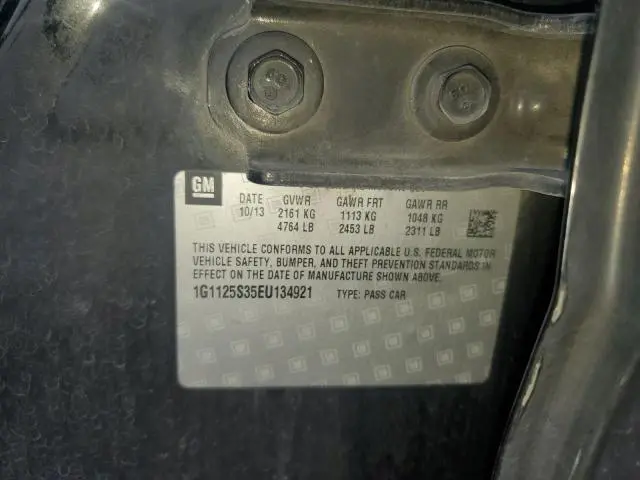 GM
DATE GVWR GAWR FRT GAWR RR
10/13 2161 KG 1113 KG 1048 KG
4764 LB 2453 LB 2311 LB
THIS VEHICLE CONFORMS TO ALL APPLICABLE U.S. FEDERAL MOTOR
VEHICLE SAFETY, BUMPER, AND THEFT PREVENTION STANDARDS IN
EFFECT ON THE DATE OF MANUFACTURE SHOWN ABOVE.
1G1125S35EU134921 TYPE: PASS CAR